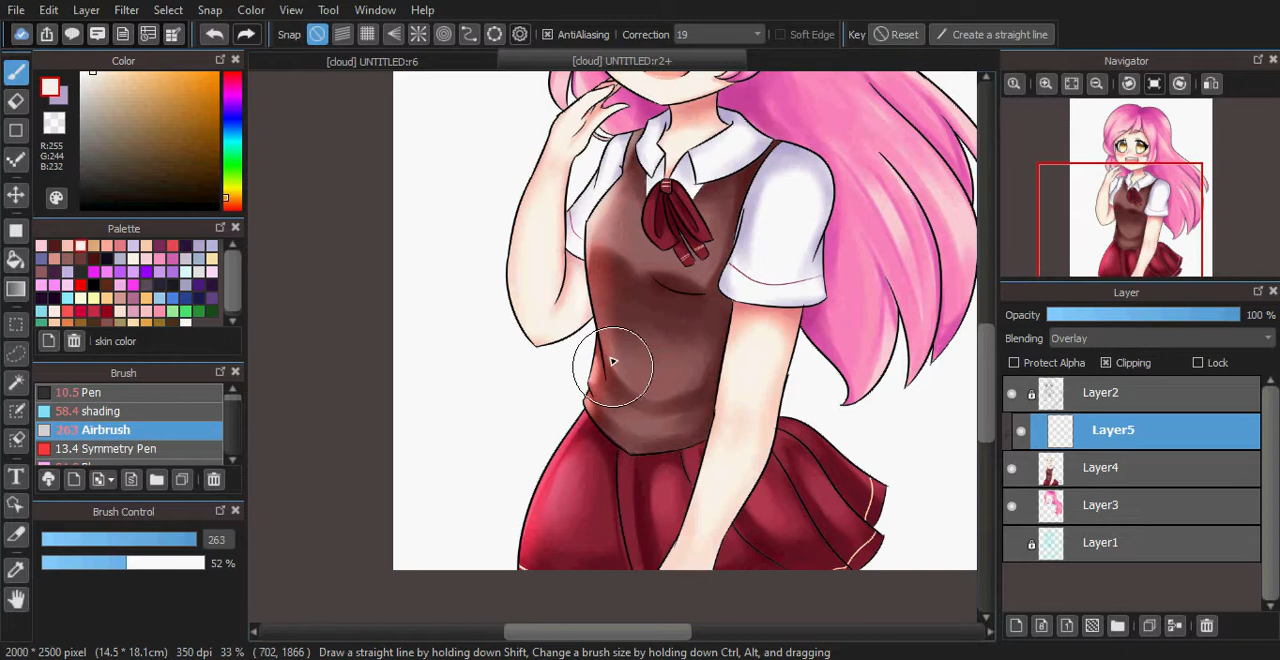 File Edit Layer Filter Select Snap Color View Tool Window Help
Snap AntiAliasing Correction 19 Soft Edge Key Reset Create a straight line
Color
[cloud] UNTITLED:r6 [cloud] UNTITLED:r2+
Navigator
R:255
G:244
B:232
Palette
skin color
Brush
10.5 Pen
58.4 shading
263 Airbrush
13.4 Symmetry Pen
Brush Control
263
52 %
Layer
Opacity 100 %
Blending Overlay
Protect Alpha Clipping Lock
Layer2
Layer5
Layer4
Layer3
Layer1
2000 * 2500 pixel (14.5 * 18.1cm) 350 dpi 33 % ( 702, 1866 ) Draw a straight line by holding down Shift, Change a brush size by holding down Ctrl, Alt, and dragging